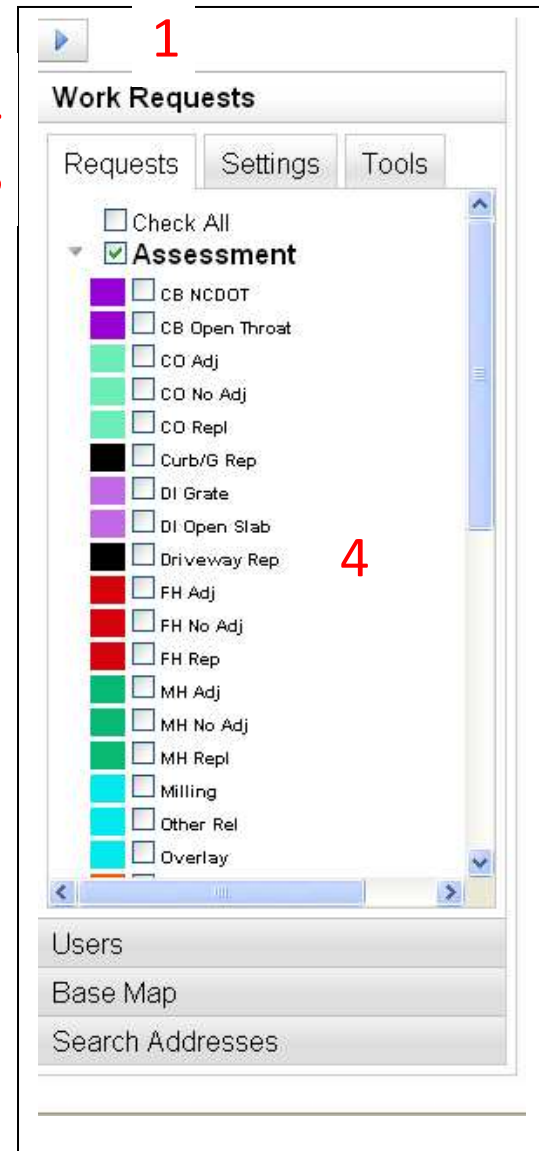 1
Work Requests
Requests Settings Tools
Check All
Assessment
CB NCDOT
CB Open Throat
CO Adj
CO No Adj
CO Repl
Curb/G Rep
DI Grate
DI Open Slab
Driveway Rep
4
FH Adj
FH No Adj
FH Rep
MH Adj
MH No Adj
MH Repl
Milling
Other Rel
Overlay
Users
Base Map
Search Addresses